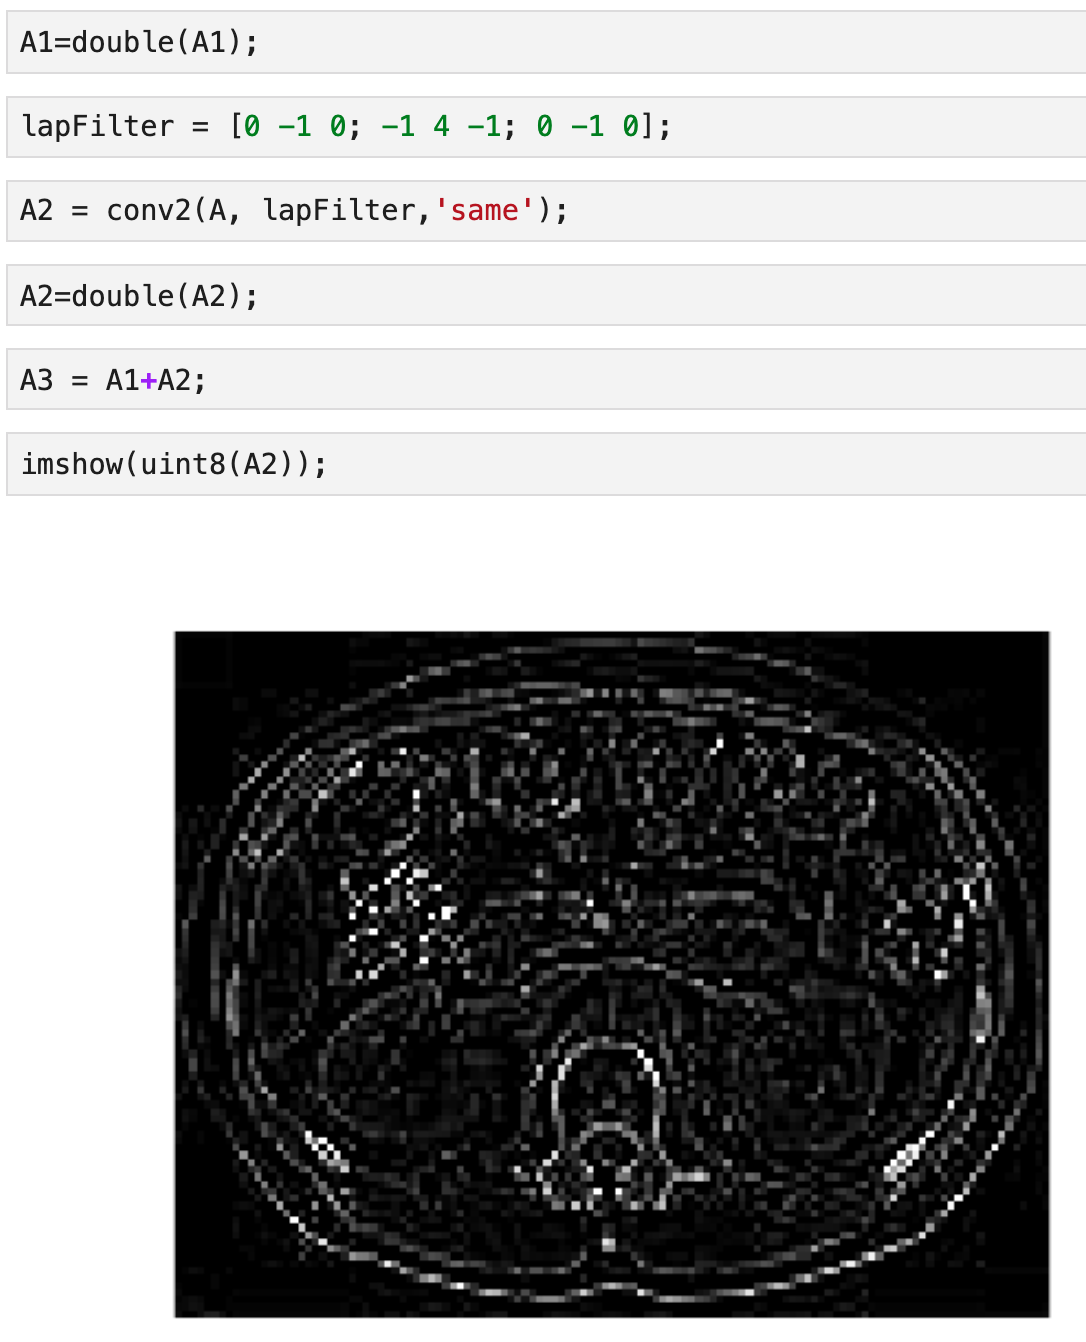 A1=double(A1);
lapFilter = [0 -1 0; -1 4 -1; 0 -1 0];
A2 = conv2(A, lapFilter,'same');
A2=double(A2);
A3 = A1+A2;
imshow(uint8(A2));